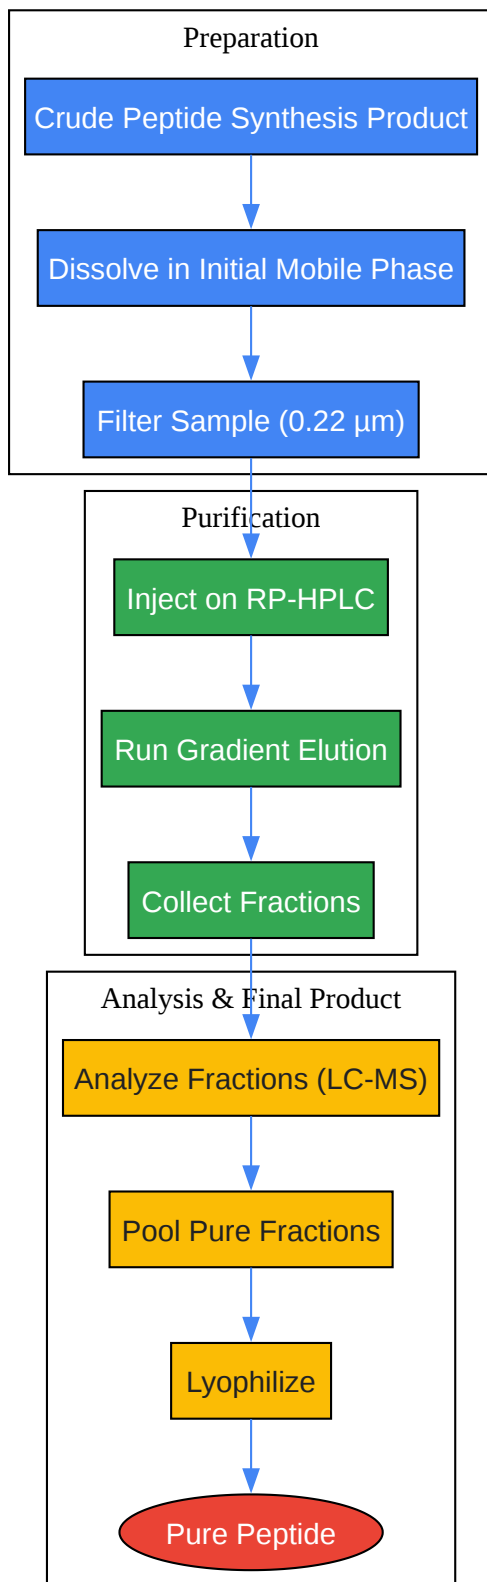 Preparation
Crude Peptide Synthesis Product
Dissolve in Initial Mobile Phase
Filter Sample (0.22 µm)
Purification
Inject on RP-HPLC
Run Gradient Elution
Collect Fractions
Analysis & Final Product
Analyze Fractions (LC-MS)
Pool Pure Fractions
Lyophilize
Pure Peptide